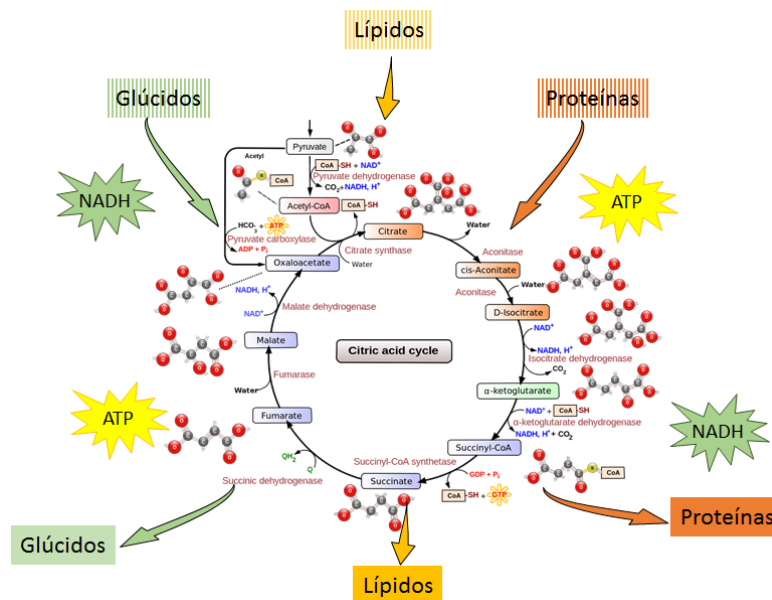 Lípidos
Glúcidos
Proteínas
NADH
ATP
Pyruvate
Acetyl
CoA
CoA-SH + NAD⁺
Pyruvate dehydrogenase
CO₂+NADH, H⁺
Acetyl-CoA
CoA-SH
HCO₃⁻ + ATP
Pyruvate carboxylase
ADP + Pᵢ
Citrate
Water
Citrate synthase
Water
Oxaloacetate
Aconitase
cis-Aconitate
Aconitase
Water
D-Isocitrate
NADH, H⁺
NAD⁺
Malate dehydrogenase
NAD⁺
NADH, H⁺
Isocitrate dehydrogenase
CO₂
Malate
Citric acid cycle
Water
Fumarase
α-ketoglutarate
NAD⁺ + CoA-SH
α-ketoglutarate dehydrogenase
NADH, H⁺ + CO₂
ATP
NADH
Fumarate
Succinyl-CoA
QH₂
Q
Succinyl-CoA synthetase
GDP + Pᵢ
CoA-SH + GTP
S CoA
Succinic dehydrogenase
Succinate
Glúcidos
Lípidos
Proteínas